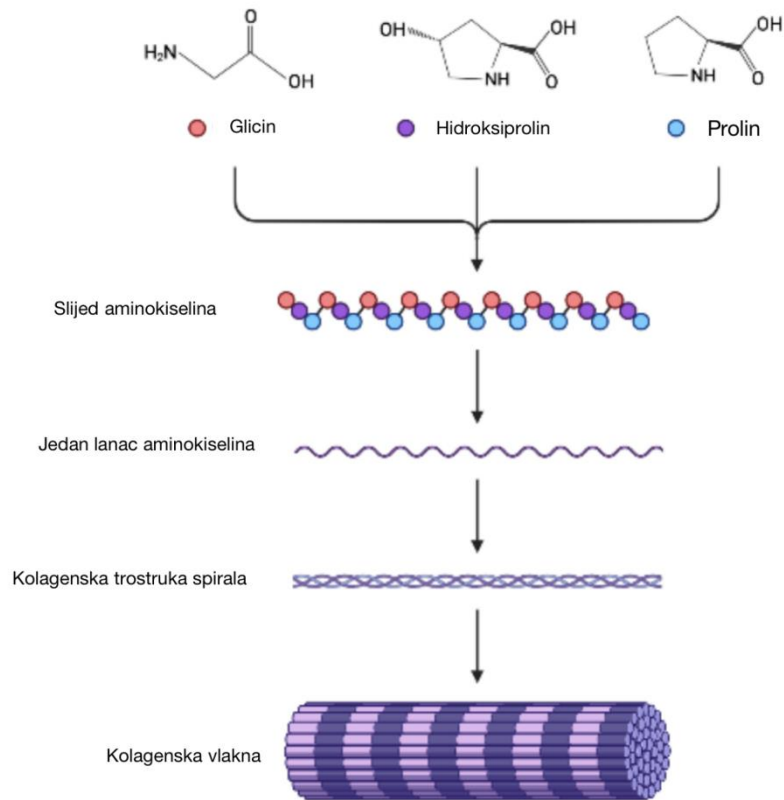 O
H₂N
OH
OH
OH
NH
O
OH
NH
O
Glicin
Hidroksiprolin
Prolin
Slijed aminokiselina
Jedan lanac aminokiselina
Kolagenska trostruka spirala
Kolagenska vlakna